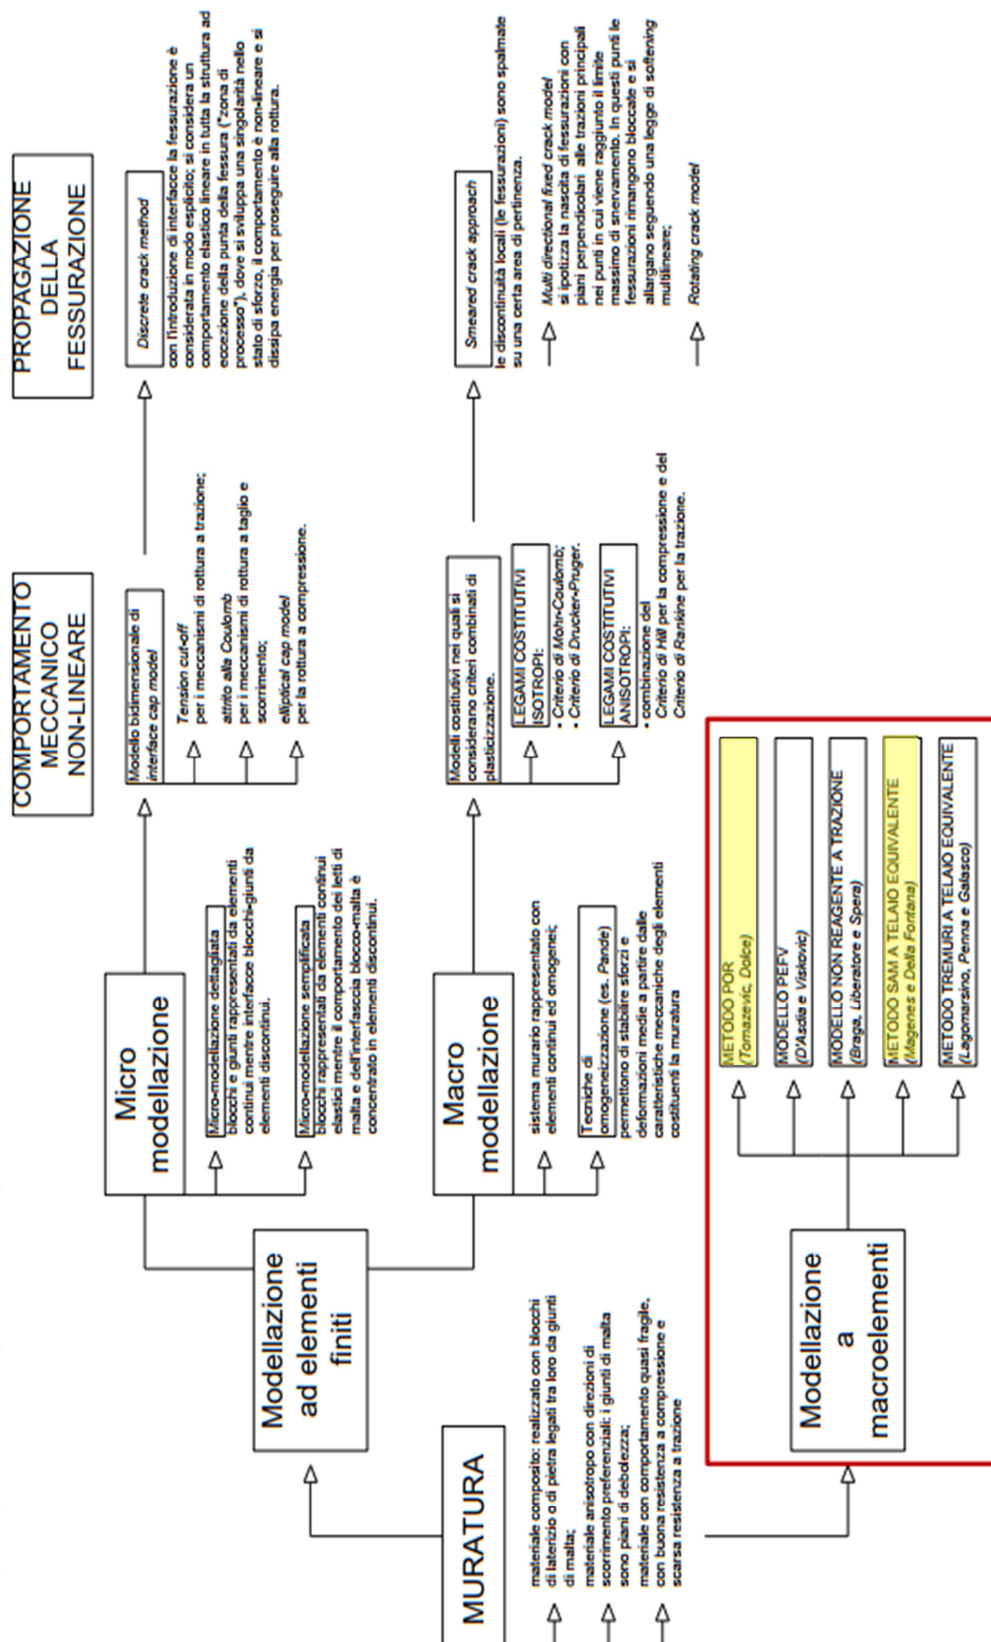 MURATURA
materiale composito: realizzato con blocchi
di laterizio o di pietra legati tra loro da giunti
di malta;
materiale anisotropo con direzioni di
scorrimento preferenziali: i giunti di malta
sono piani di debolezza;
materiale con comportamento quasi fragile,
con buona resistenza a compressione e
scarsa resistenza a trazione
Modellazione
ad elementi
finiti
Micro
modellazione
Micro-modellazione dettagliata
blocchi e giunti rappresentati da elementi
continui mentre interfacce blocchi-giunti da
elementi discontinui.
Micro-modellazione semplificata
blocchi rappresentati da elementi continui
elastici mentre il comportamento dei letti di
malta e dell'interfasccia blocco-malta è
concentrato in elementi discontinui.
Macro
modellazione
sistema murario rappresentato con
elementi continui ed omogenei;
Tecniche di
omogeneizzazione (es. Pande)
permettono di stabilire sforzi e
deformazioni medie a partire dalle
caratteristiche meccaniche degli elementi
costituenti la muratura
COMPORTAMENTO
MECCANICO
NON-LINEARE
Modello bidimensionale di
interface cap model
Tension cut-off
per i meccanismi di rottura a trazione;
attrito alla Coulomb
per i meccanismi di rottura a taglio e
scorrimento;
elliptical cap model
per la rottura a compressione.
Modelli costitutivi nei quali si
considerano criteri combinati di
plasticizzazione.
LEGAMI COSTITUTIVI
ISOTROPI:
• Criterio di Mohr-Coulomb;
• Criterio di Drucker-Pruger.
LEGAMI COSTITUTIVI
ANISOTROPI:
• combinazione del
Criterio di Hill per la compressione e del
Criterio di Rankine per la trazione.
PROPAGAZIONE
DELLA
FESSURAZIONE
Discrete crack method
con l'introduzione di interfacce la fessurazione è
considerata in modo esplicito; si considera un
comportamento elastico lineare in tutta la struttura ad
eccezione della punta della fessura ("zona di
processo"), dove si sviluppa una singolarità nello
stato di sforzo, il comportamento è non-lineare e si
dissipa energia per proseguire alla rottura.
Smeared crack approach
le discontinuità locali (le fessurazioni) sono spalmate
su una certa area di pertinenza.
Multi directional fixed crack model
si ipotizza la nascita di fessurazioni con
piani perpendicolari alle trazioni principali
nei punti in cui viene raggiunto il limite
massimo di snervamento. In questi punti le
fessurazioni rimangono bloccate e si
allargano seguendo una legge di softening
multilineare;
Rotating crack model
Modellazione
a
macroelementi
METODO POR
(Tomazevic, Dolce)
MODELLO PEFV
(D'Asdia e Viskovic)
MODELLO NON REAGENTE A TRAZIONE
(Braga, Liberatore e Spera)
METODO SAM A TELAIO EQUIVALENTE
(Magenes e Della Fontana)
METODO TREMURI A TELAIO EQUIVALENTE
(Lagomarsino, Penna e Galasco)